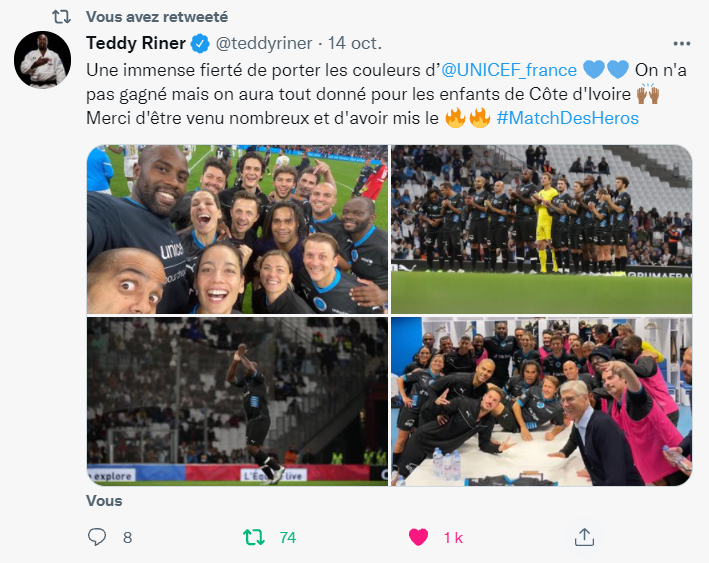 Vous avez retweeté
Teddy Riner @teddyriner · 14 oct.
Une immense fierté de porter les couleurs d’@UNICEF_france 💙💙 On n'a
pas gagné mais on aura tout donné pour les enfants de Côte d'Ivoire 🙌🏾
Merci d'être venu nombreux et d'avoir mis le 🔥🔥 #MatchDesHeros
unice
@PUMAFRA
explore
L'Équipe live
Vous
8
74
1 k